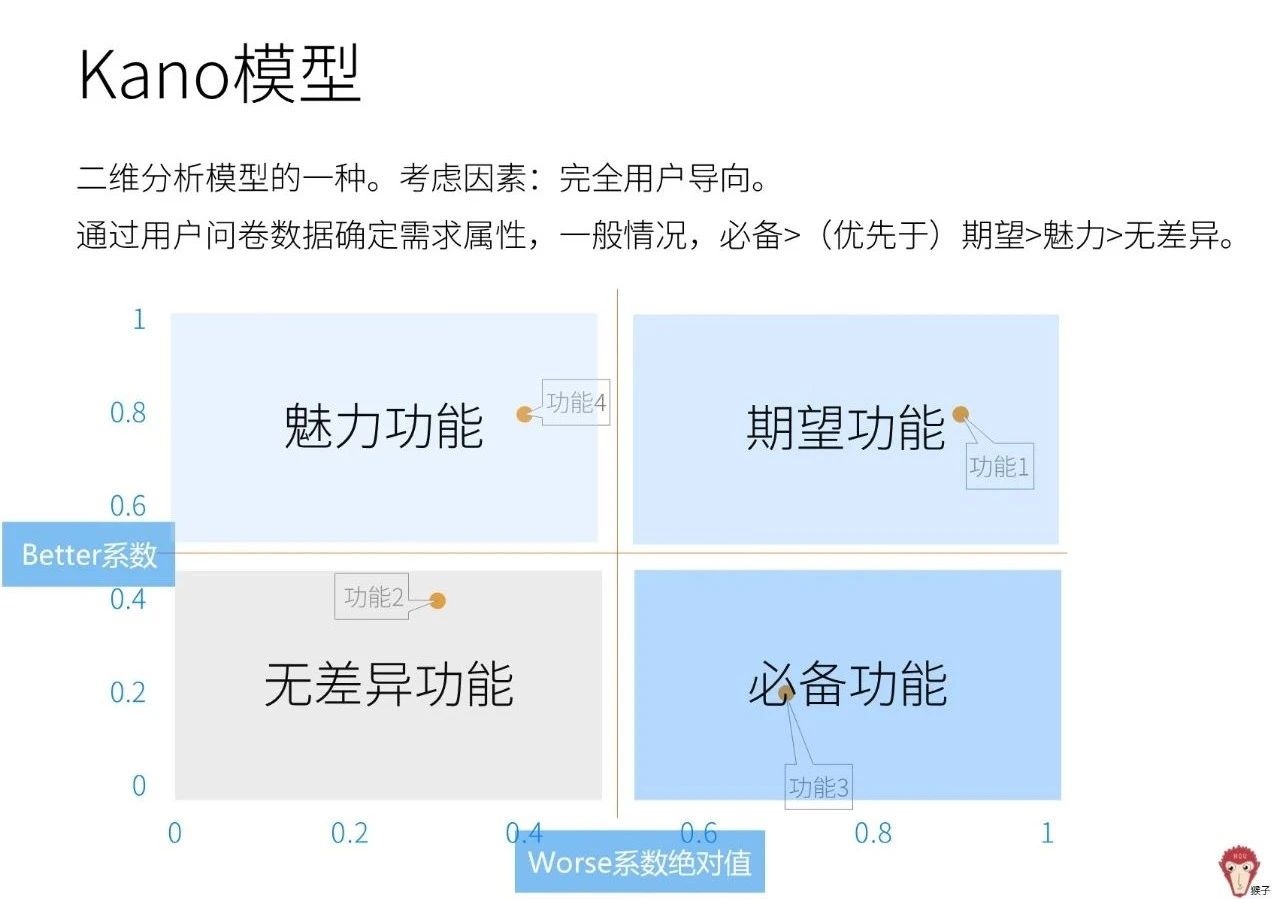 Kano模型
二维分析模型的一种。考虑因素：完全用户导向。
通过用户问卷数据确定需求属性，一般情况，必备>（优先于）期望>魅力>无差异。
1
0.8
0.6
Better系数
0.4
0.2
0
魅力功能
功能4
期望功能
功能1
功能2
无差异功能
必备功能
功能3
0 0.2 0.4 0.6 0.8 1
Worse系数绝对值
HOU
猴子